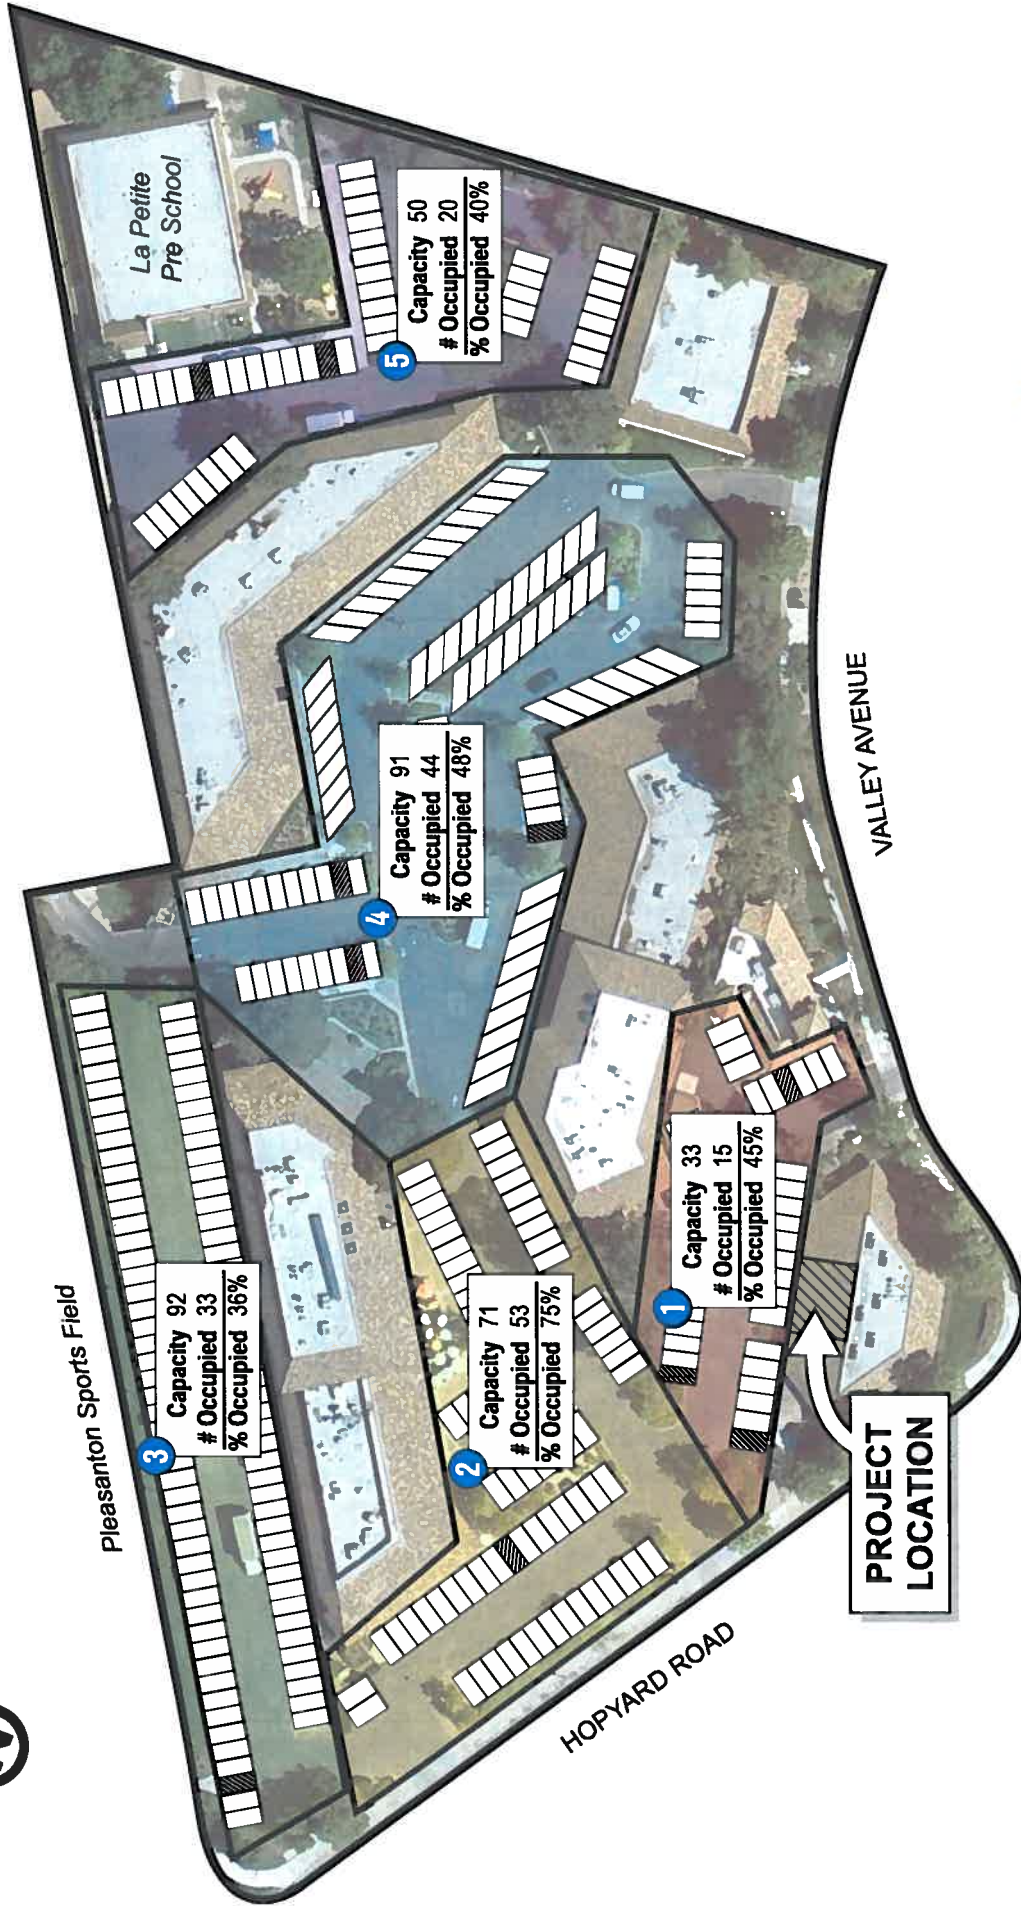 La Petite
Pre School
5
Capacity 50
# Occupied 20
% Occupied 40%
4
Capacity 91
# Occupied 44
% Occupied 48%
Pleasanton Sports Field
3
Capacity 92
# Occupied 33
% Occupied 36%
2
Capacity 71
# Occupied 53
% Occupied 75%
1
Capacity 33
# Occupied 15
% Occupied 45%
VALLEY AVENUE
HOPYARD ROAD
PROJECT
LOCATION